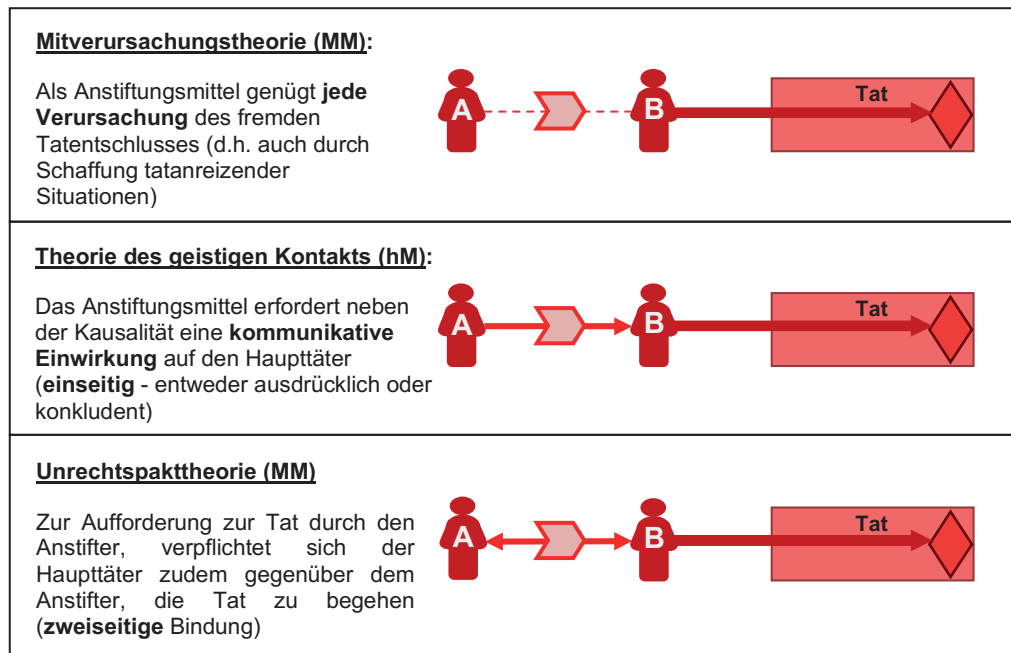 Mitverursachungstheorie (MM):
Als Anstiftungsmittel genügt jede
Verursachung des fremden
Tatentschlusses (d.h. auch durch
Schaffung tatanreizender
Situationen)
A
B
Tat
Theorie des geistigen Kontakts (hM):
Das Anstiftungsmittel erfordert neben
der Kausalität eine kommunikative
Einwirkung auf den Haupttäter
(einseitig - entweder ausdrücklich oder
konkludent)
A
B
Tat
Unrechtspakttheorie (MM)
Zur Aufforderung zur Tat durch den
Anstifter, verpflichtet sich der
Haupttäter zudem gegenüber dem
Anstifter, die Tat zu begehen
(zweiseitige Bindung)
A
B
Tat